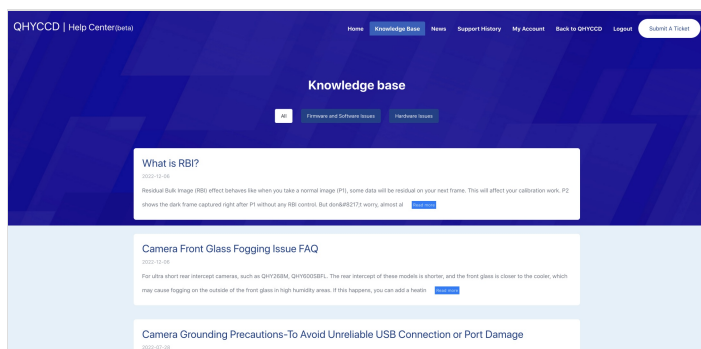 QHYCCD | Help Center(beta)
Home Knowledge Base News Support History My Account Back to QHYCCD Logout Submit A Ticket
Knowledge base
All Firmware and Software Issues Hardware Issues
What is RBI?
2022-12-06
Residual Bulk Image (RBI) effect behaves like when you take a normal image (P1), some data will be residual on your next frame. This will affect your calibration work. P2
shows the dark frame captured right after P1 without any RBI control. But don&#8217;t worry, almost al Read more
Camera Front Glass Fogging Issue FAQ
2022-12-06
For ultra short rear intercept cameras, such as QHY268M, QHY600SBFL. The rear intercept of these models is shorter, and the front glass is closer to the cooler, which
may cause fogging on the outside of the front glass in high humidity areas. If this happens, you can add a heatin Read more
Camera Grounding Precautions-To Avoid Unreliable USB Connection or Port Damage